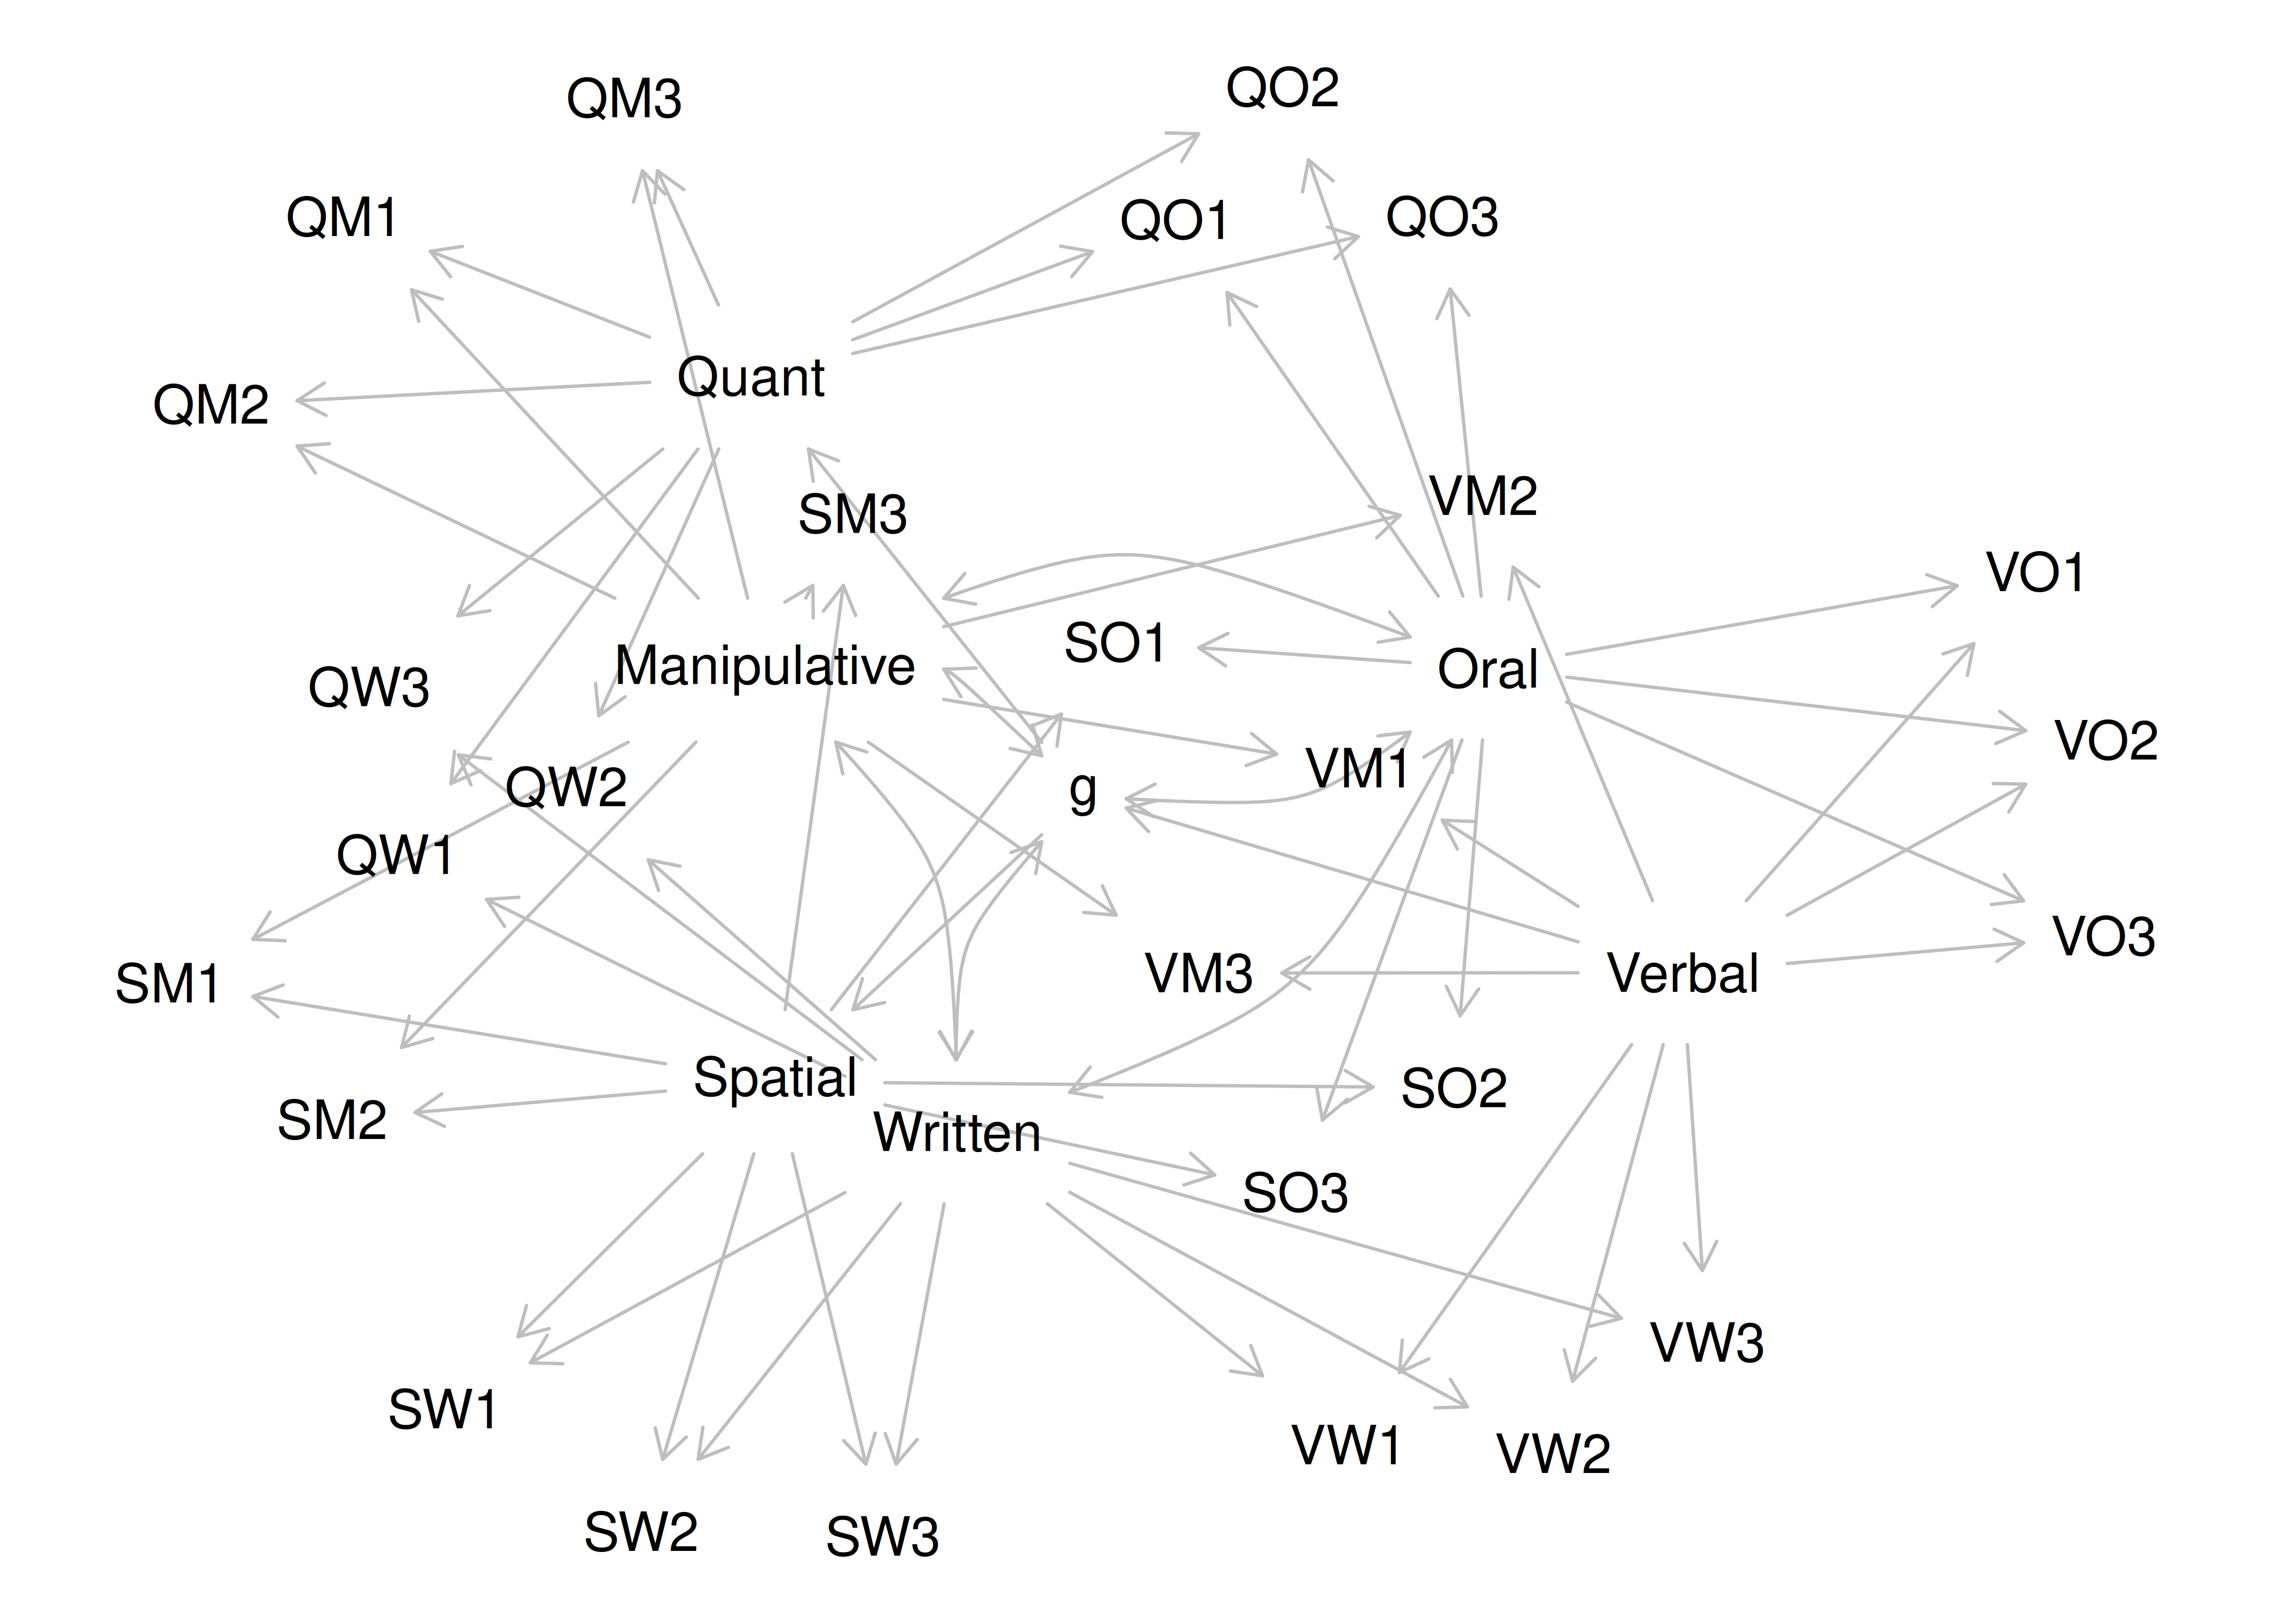 QO2
QM3
QM1
QO1
QO3
Quant
QM2
VM2
SM3
VO1
SO1
Manipulative
Oral
QW3
VO2
VM1
QW2
g
QW1
VO3
VM3
Verbal
SM1
Spatial
SO2
SM2
Written
SO3
VW3
SW1
VW1
VW2
SW2
SW3